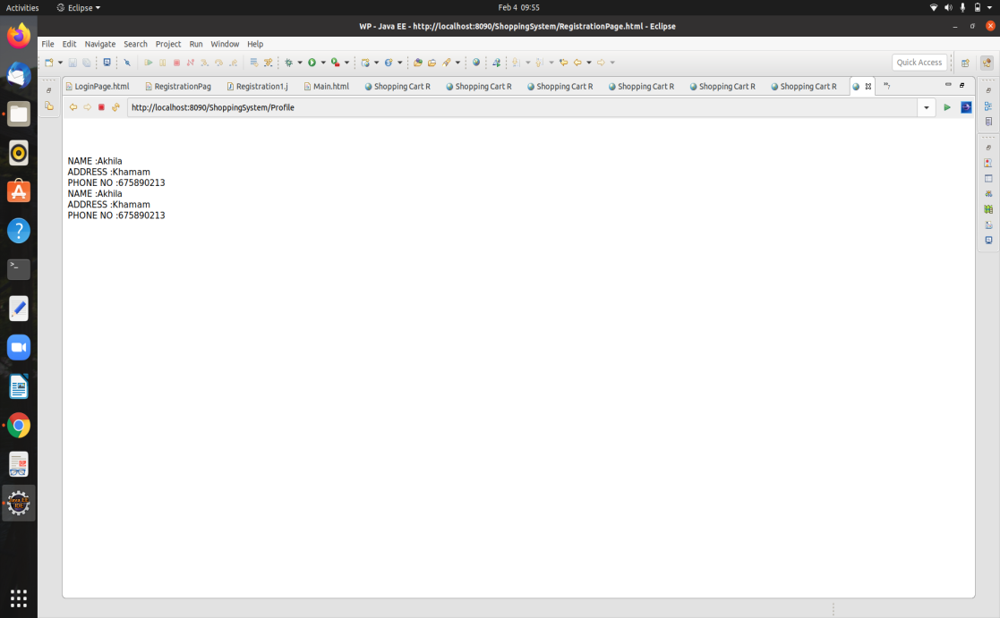 Activities Eclipse Feb 4 09:55
WP - Java EE - http://localhost:8090/ShoppingSystem/RegistrationPage.html - Eclipse
File Edit Navigate Search Project Run Window Help
Quick Access
LoginPage.html RegistrationPag Registration1.j Main.html Shopping Cart R Shopping Cart R Shopping Cart R Shopping Cart R Shopping Cart R Shopping Cart R
http://localhost:8090/ShoppingSystem/Profile
NAME :Akhila
ADDRESS :Khamam
PHONE NO :675890213
NAME :Akhila
ADDRESS :Khamam
PHONE NO :675890213